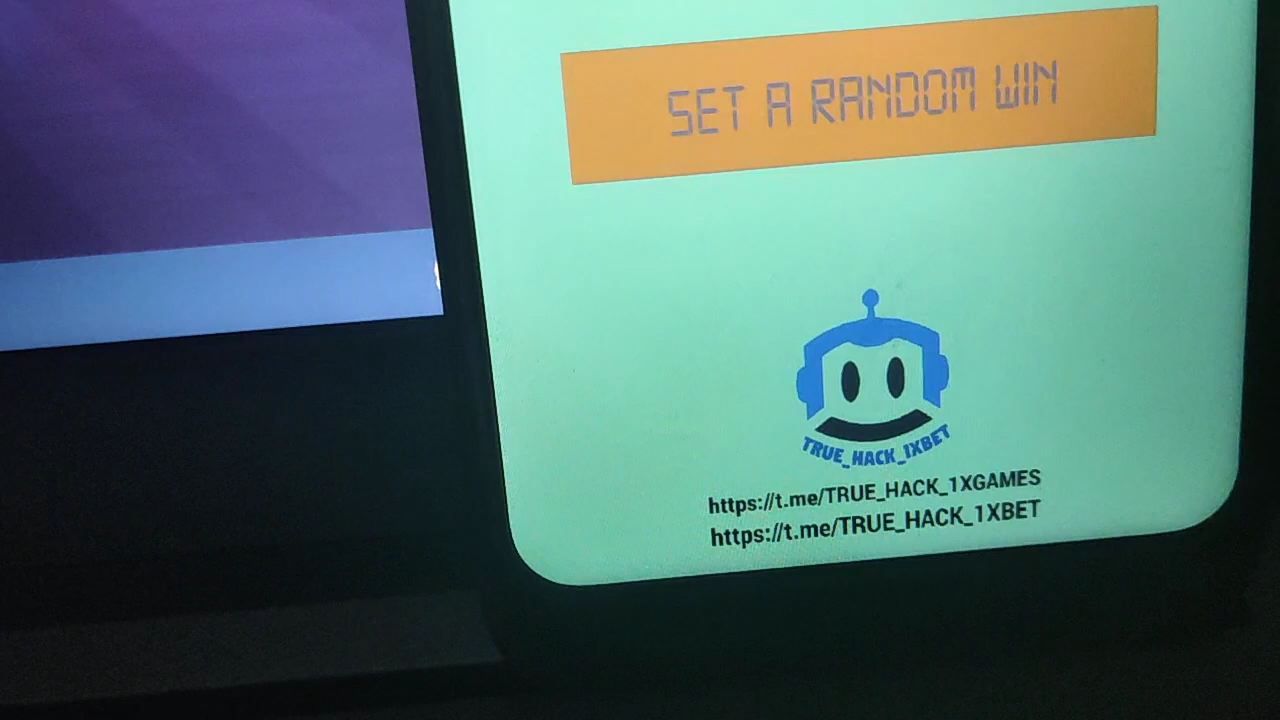 SET A RANDOM WIN
TRUE_HACK_1XBET
https://t.me/TRUE_HACK_1XGAMES
https://t.me/TRUE_HACK_1XBET